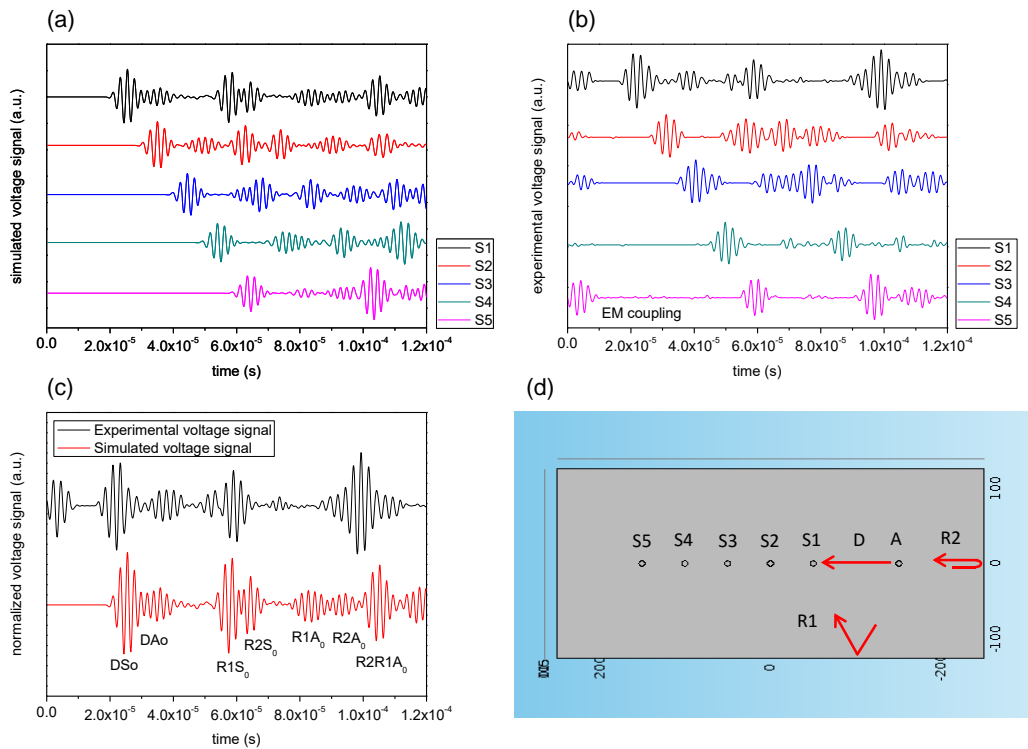 (a)
simulated voltage signal (a.u.)
S1
S2
S3
S4
S5
0.0 2.0x10⁻⁵ 4.0x10⁻⁵ 6.0x10⁻⁵ 8.0x10⁻⁵ 1.0x10⁻⁴ 1.2x10⁻⁴
time (s)
(b)
experimental voltage signal (a.u.)
EM coupling
S1
S2
S3
S4
S5
0.0 2.0x10⁻⁵ 4.0x10⁻⁵ 6.0x10⁻⁵ 8.0x10⁻⁵ 1.0x10⁻⁴ 1.2x10⁻⁴
time (s)
(c)
normalized voltage signal (a.u.)
Experimental voltage signal
Simulated voltage signal
DSo
DAo
R1S₀
R2S₀
R1A₀
R2A₀
R2R1A₀
0.0 2.0x10⁻⁵ 4.0x10⁻⁵ 6.0x10⁻⁵ 8.0x10⁻⁵ 1.0x10⁻⁴ 1.2x10⁻⁴
time (s)
(d)
S5 S4 S3 S2 S1 D A R2
R1
100
0
-100
200 0 -200